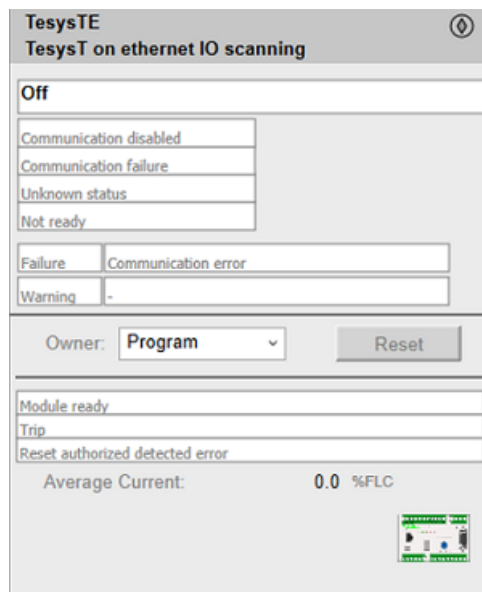 TesysTE
TesysT on ethernet IO scanning
Off
Communication disabled
Communication failure
Unknown status
Not ready
Failure Communication error
Warning -
Owner: Program Reset
Module ready
Trip
Reset authorized detected error
Average Current: 0.0 %FLC